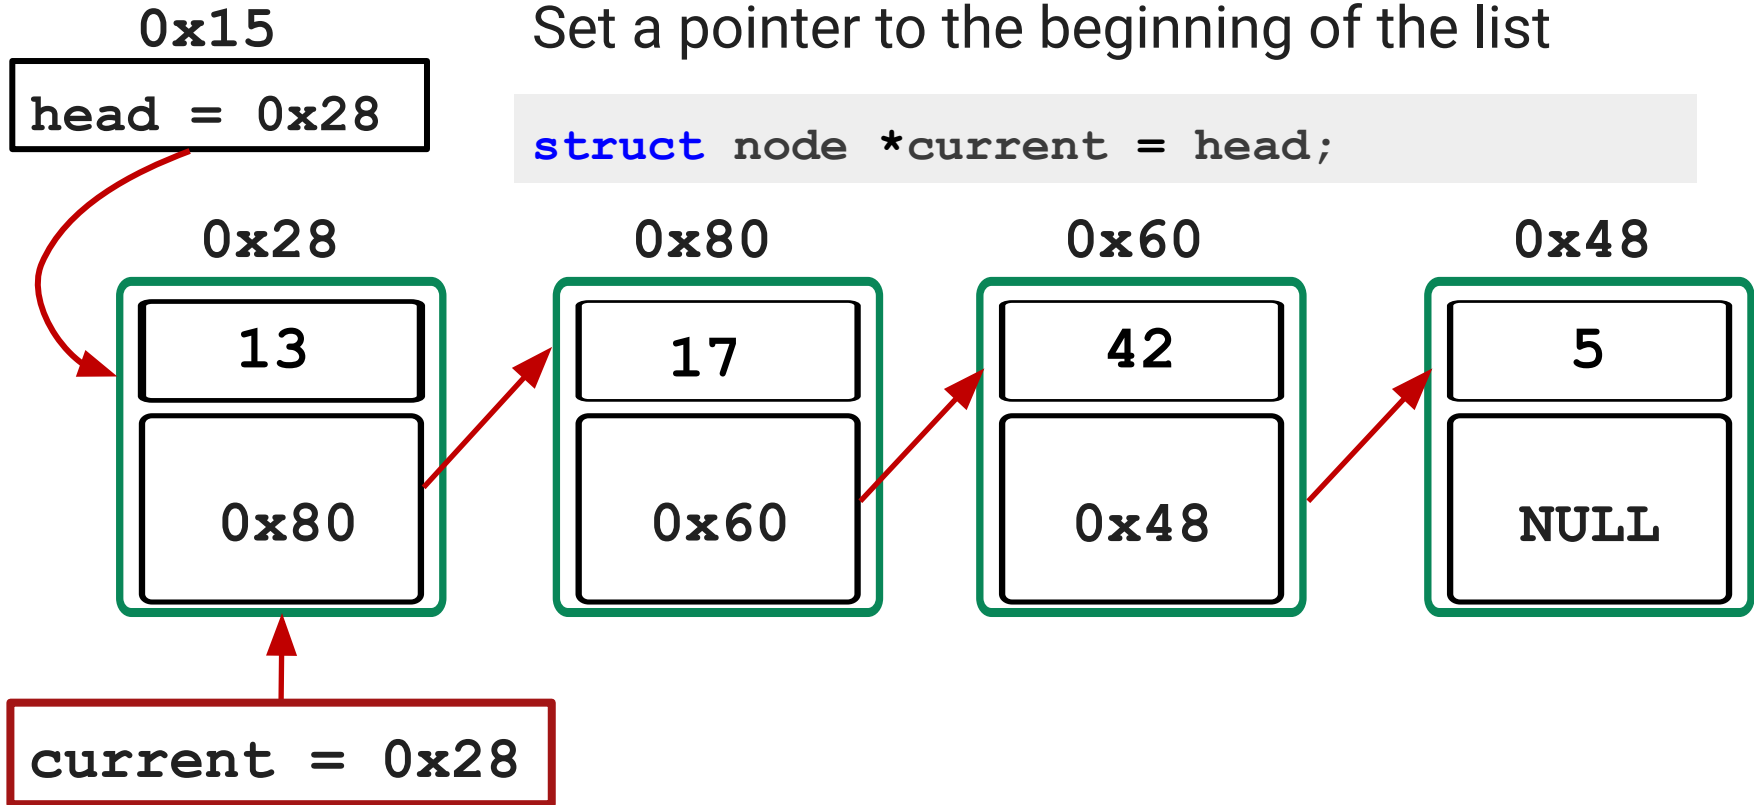 0x15
Set a pointer to the beginning of the list
head = 0x28
struct node *current = head;
0x28
0x80
0x60
0x48
13
17
42
5
0x80
0x60
0x48
NULL
current = 0x28